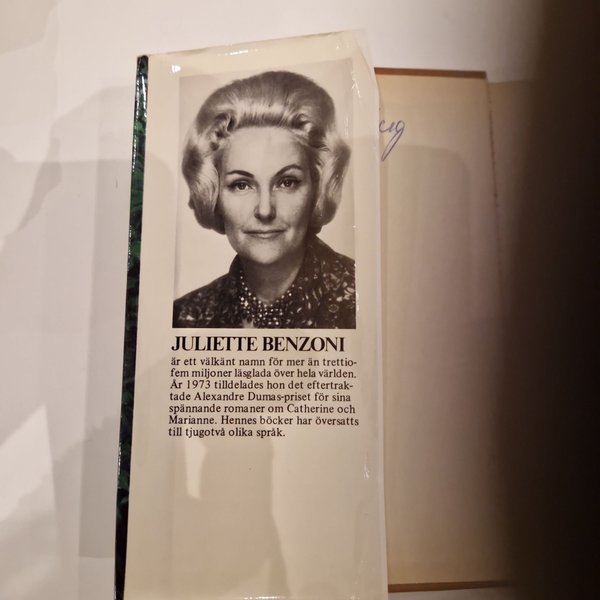 JULIETTE BENZONI
är ett välkänt namn för mer än trettio-
fem miljoner läsglada över hela världen.
År 1973 tilldelades hon det eftertrak-
tade Alexandre Dumas-priset för sina
spännande romaner om Catherine och
Marianne. Hennes böcker har översatts
till tjugotvå olika språk.